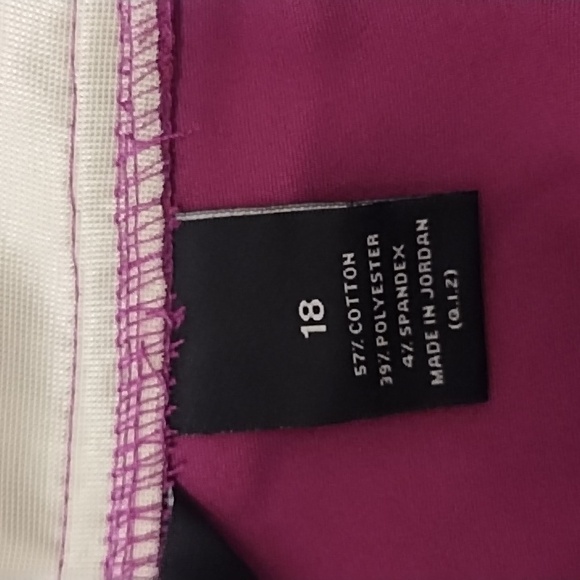 18
57% COTTON
39% POLYESTER
4% SPANDEX
MADE IN JORDAN
(Q.I.Z)